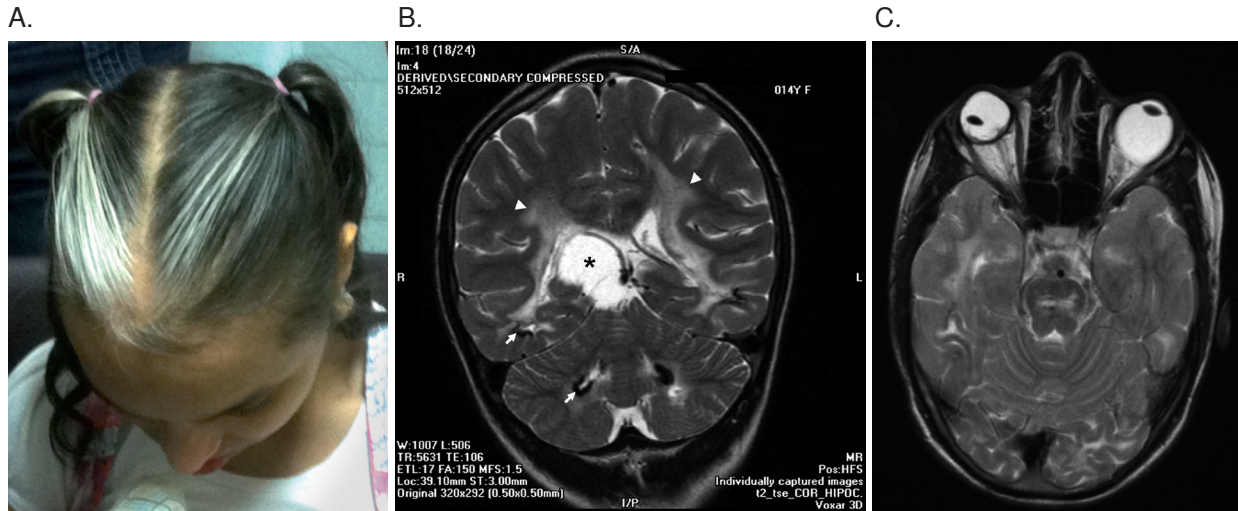 A.
B.
C.
Im:18 (18/24)
Im:4
DERIVED\SECONDARY COMPRESSED
512x512
S/A
014Y F
R
L
*
W:1007 L:506
TR:5631 TE:106
ETL:17 FA:150 MFS:1.5
Loc:39.10mm ST:3.00mm
Original 320x292 (0.50x0.50mm)
I/P
MR
Pos:HFS
Individually captured images
t2_tse_COR_HIPOC.
Voxar 3D